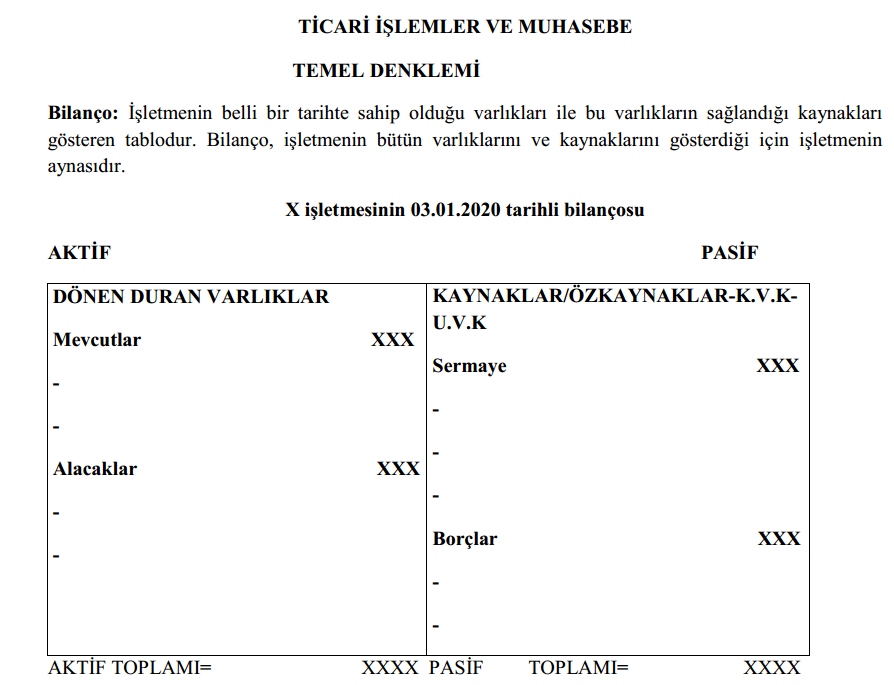 TİCARİ İŞLEMLER VE MUHASEBE
TEMEL DENKLEMİ
Bilanço: İşletmenin belli bir tarihte sahip olduğu varlıkları ile bu varlıkların sağlandığı kaynakları
gösteren tablodur. Bilanço, işletmenin bütün varlıklarını ve kaynaklarını gösterdiği için işletmenin
aynasıdır.
X işletmesinin 03.01.2020 tarihli bilançosu
AKTİF PASİF
DÖNEN DURAN VARLIKLAR
Mevcutlar XXX
-
-
Alacaklar XXX
-
-
KAYNAKLAR/ÖZKAYNAKLAR-K.V.K-
U.V.K
Sermaye XXX
-
-
-
Borçlar XXX
-
-
AKTİF TOPLAMI= XXXX PASİF TOPLAMI= XXXX